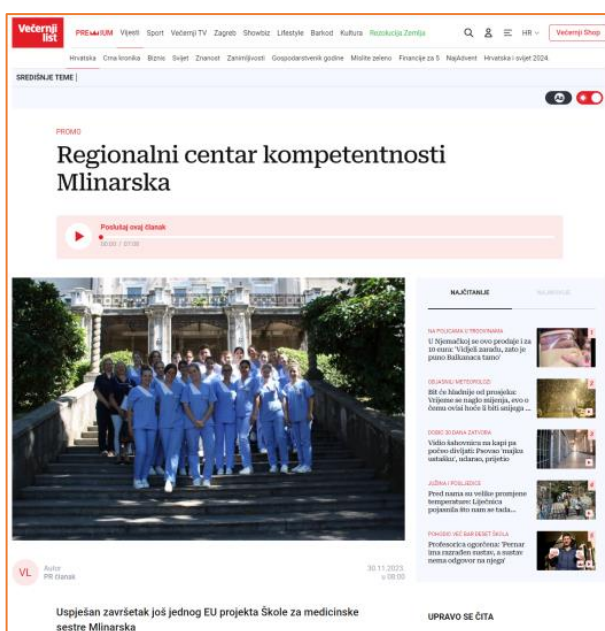 Večernji
list
PREMIUM Vijesti Sport Večernji TV Zagreb Showbiz Lifestyle Barkod Kultura Rezolucija Zemlja
HR
Večernji Shop
Hrvatska Crna kronika Biznis Svijet Znanost Zanimljivosti Gospodarstvenik godine Mislite zeleno Financije za 5 NajAdvent Hrvatska i svijet 2024.
SREDIŠNJE TEME |
PROMO
Regionalni centar kompetentnosti
Mlinarska
Poslušaj ovaj članak
00:00 / 07:00
NAJČITANIJE
NAJNOVIJE
NA POLICAMA U TRGOVINAMA
U Njemačkoj se ovo prodaje i za
10 eura: 'Vidjeli zaradu, zato je
puno Balkanaca tamo'
OBJASNILI METEOROLOZI
Bit će hladnije od prosjeka:
Vrijeme se naglo mijenja, evo o
čemu ovisi hoće li biti snijega ...
DOBIO 30 DANA ZATVORA
Vidio šahovnicu na kapi pa
počeo divljati: Psovao 'majku
ustašku', udarao, prijetio
JUŽINA I POSLJEDICE
Pred nama su velike promjene
temperature: Liječnica
pojasnila što nam se tada...
POHODIO VEĆ BAR DESET ŠKOLA
Profesorica ogorčena: 'Pernar
ima razrađen sustav, a sustav
nema odgovor na njega'
VL
Autor
PR članak
30.11.2023.
u 08:00
Uspješan završetak još jednog EU projekta Škole za medicinske
sestre Mlinarska
UPRAVO SE ČITA